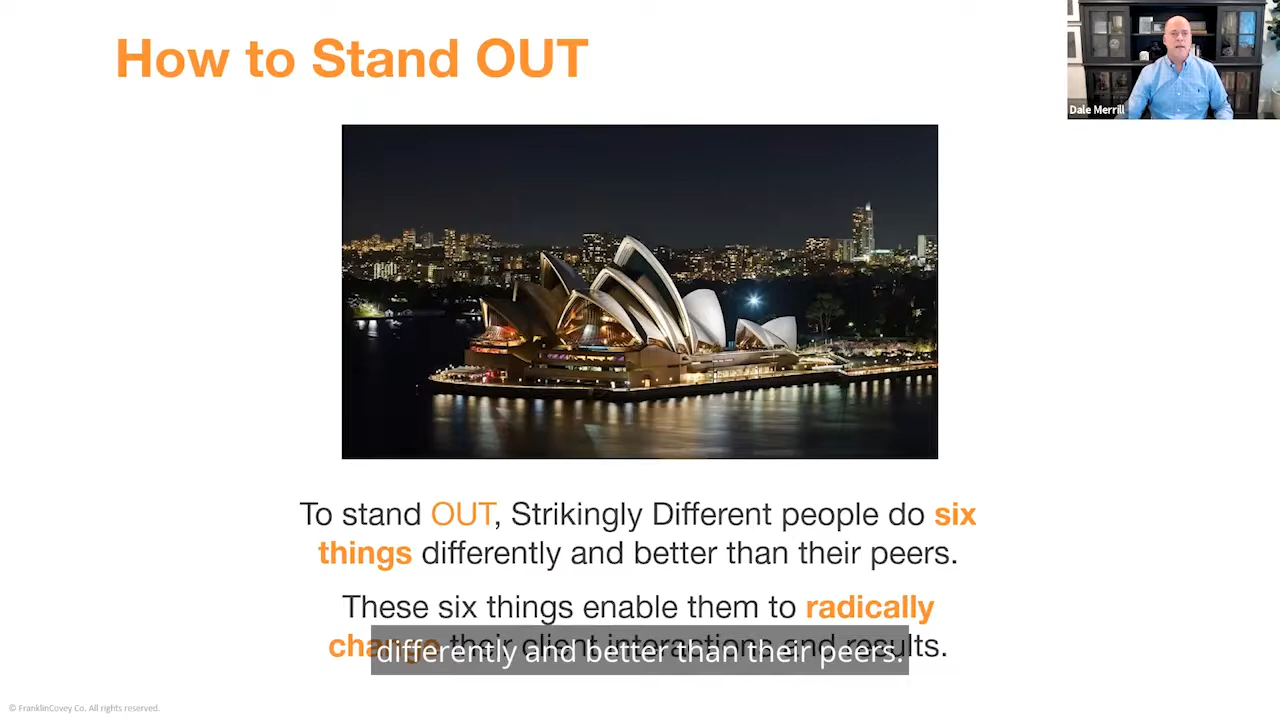 How to Stand OUT
Dale Merrill
To stand OUT, Strikingly Different people do six
things differently and better than their peers.
These six things enable them to radically
change their client interactions and results.
differently and better than their peers.
© FranklinCovey Co. All rights reserved.